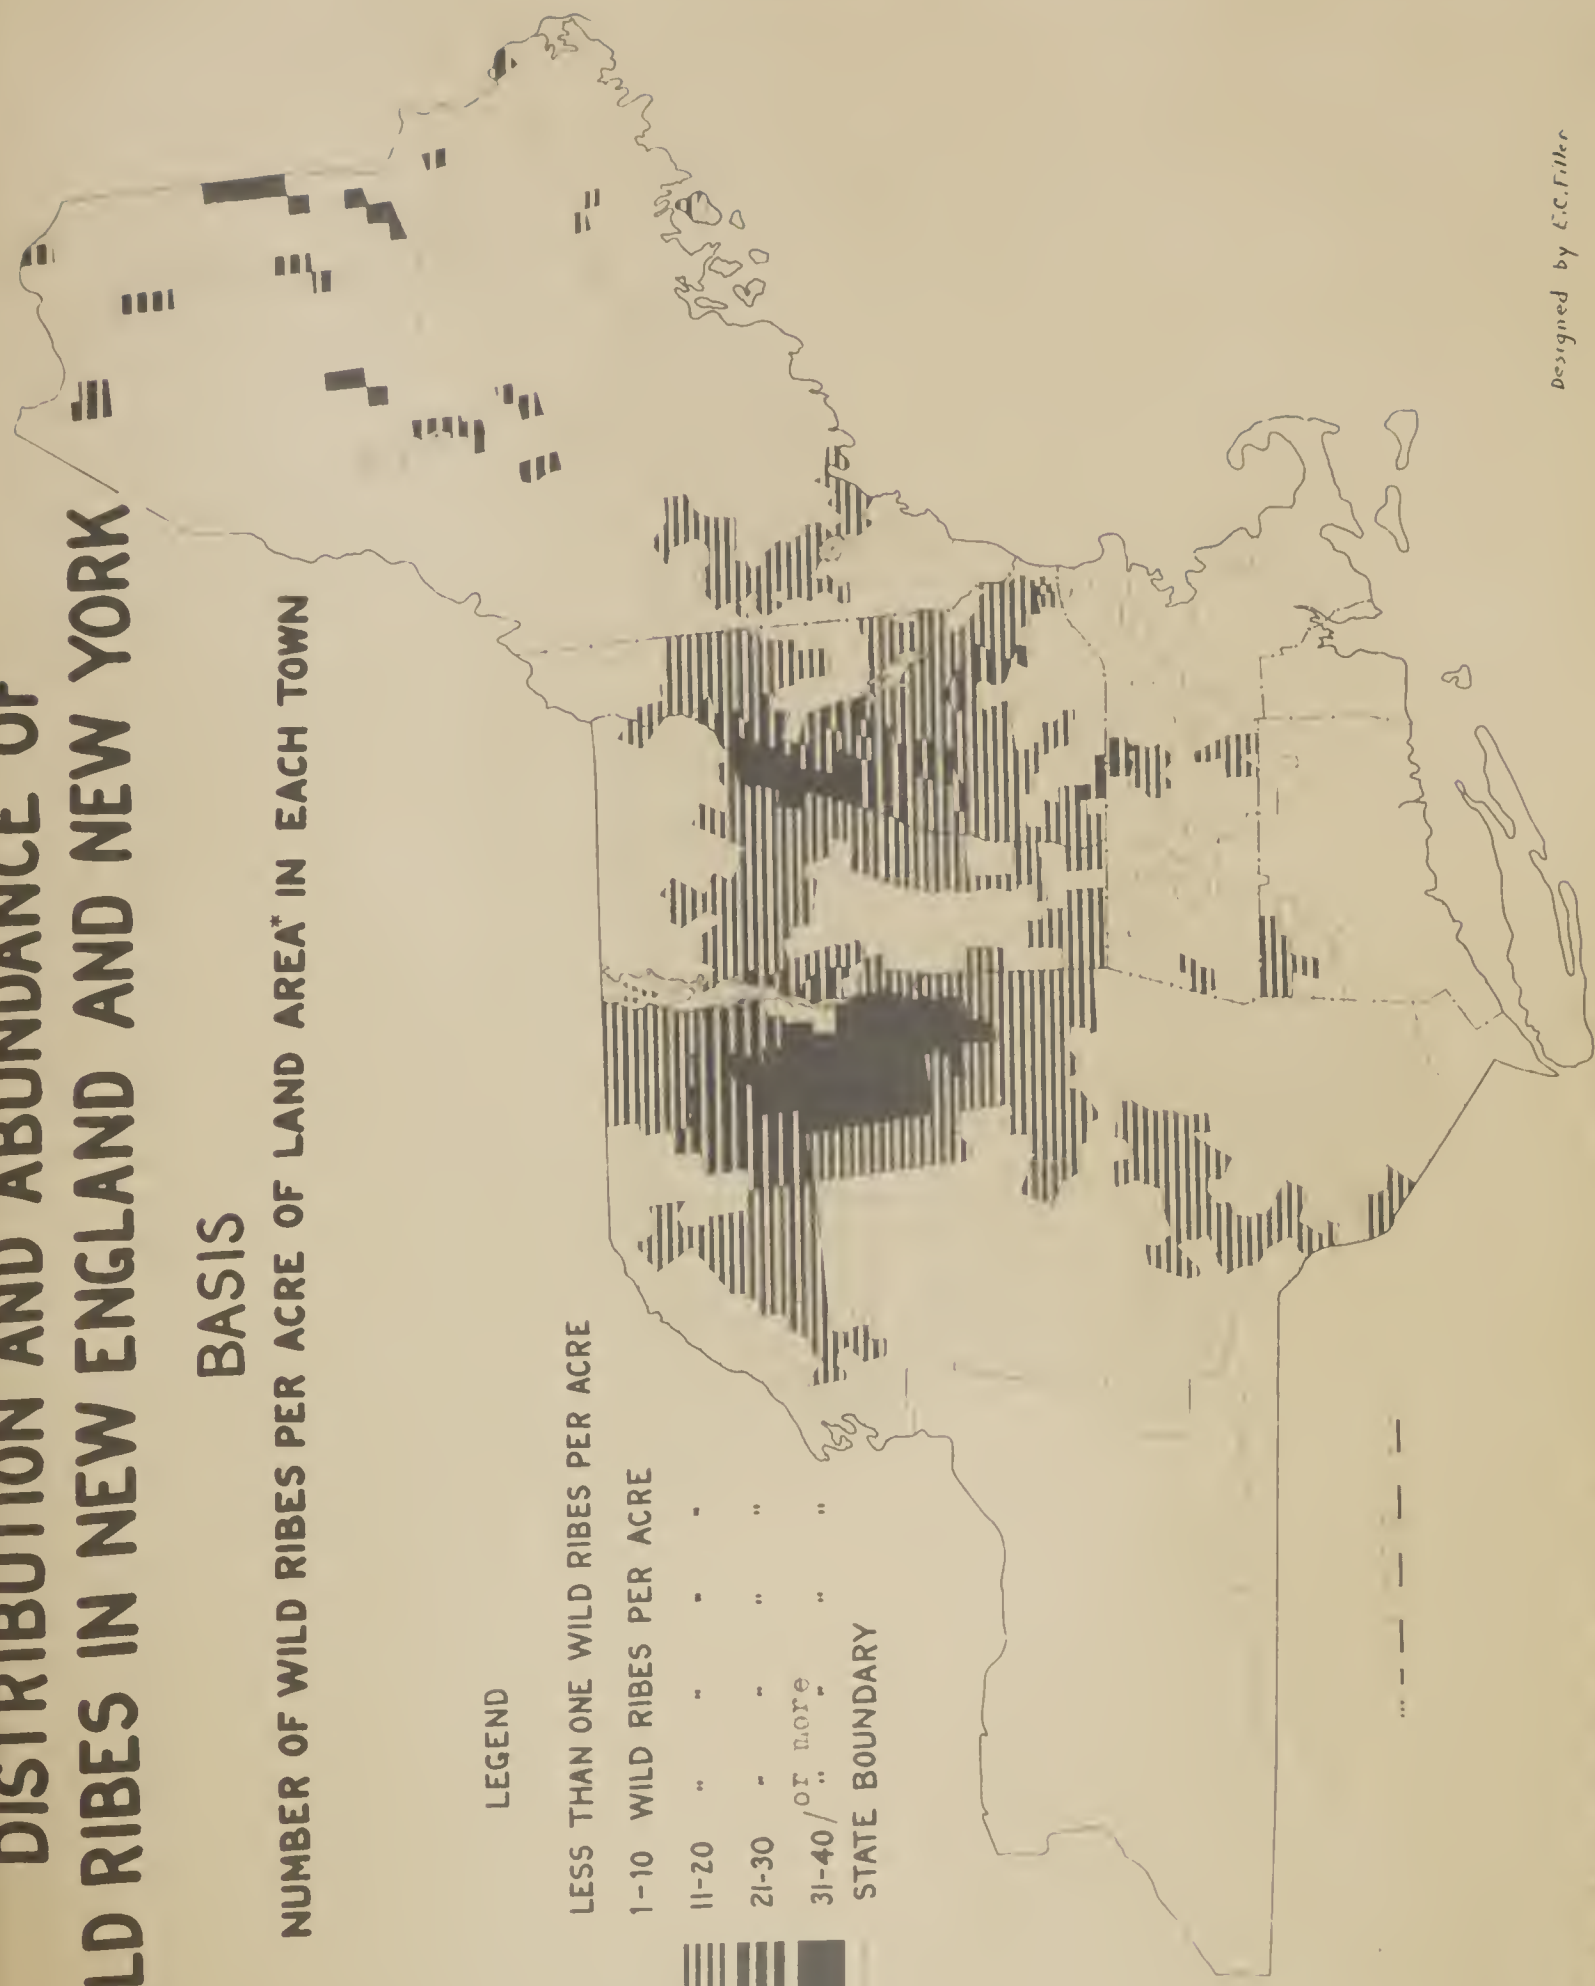 DISTRIBUTION AND ABUNDANCE OF
LD RIBES IN NEW ENGLAND AND NEW YORK
BASIS
NUMBER OF WILD RIBES PER ACRE OF LAND AREA* IN EACH TOWN
LEGEND
LESS THAN ONE WILD RIBES PER ACRE
1-10 WILD RIBES PER ACRE
11-20 " " " "
21-30 " " " "
31-40/or more " " " "
STATE BOUNDARY
Designed by E.C. Filler